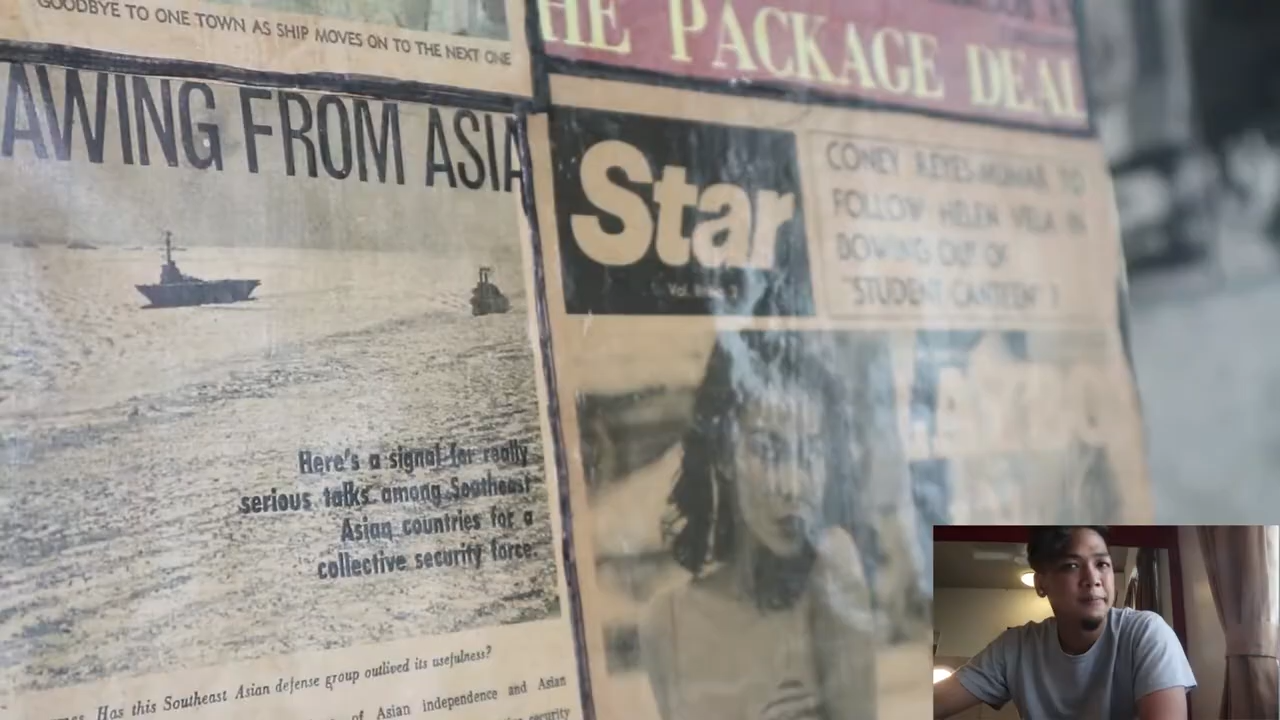 GOODBYE TO ONE TOWN AS SHIP MOVES ON TO THE NEXT ONE
HE PACKAGE DEAL
AWING FROM ASIA
Star
Vol.
CONEY REYES-MUMAR TO
FOLLOW HELEN VELA IN
BOWING OUT OF
"STUDENT CANTEEN"?
Here's a signal for really
serious talks among Southeast
Asian countries for a
collective security force.
Has this Southeast Asian defense group outlived its usefulness?
of Asian independence and Asian
security